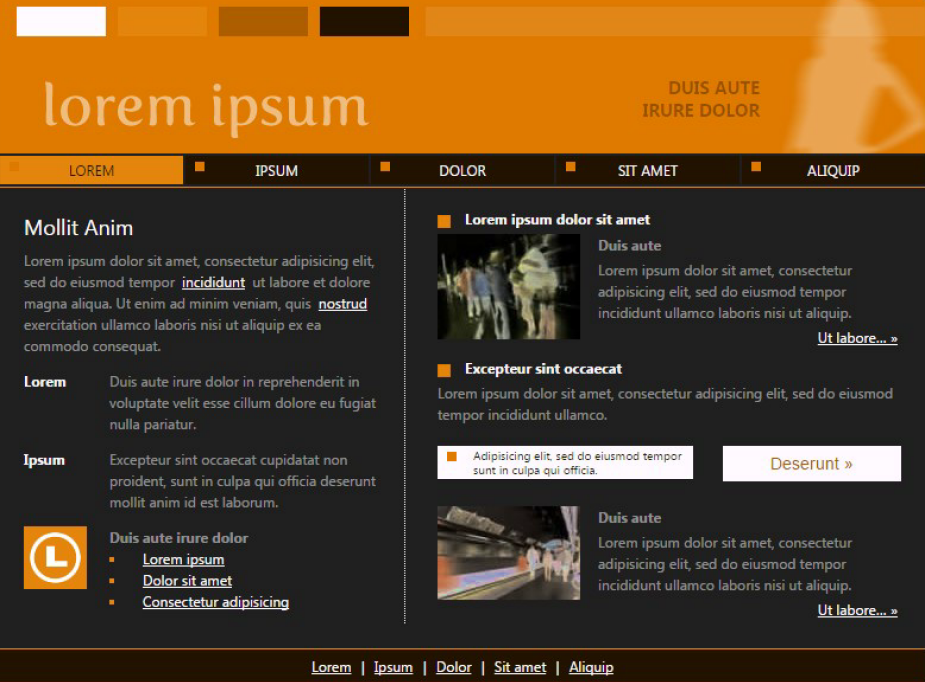 lorem ipsum
DUIS AUTE
IRURE DOLOR
LOREM
IPSUM
DOLOR
SIT AMET
ALIQUIP
Mollit Anim
Lorem ipsum dolor sit amet, consectetur adipisicing elit,
sed do eiusmod tempor incididunt ut labore et dolore
magna aliqua. Ut enim ad minim veniam, quis nostrud
exercitation ullamco laboris nisi ut aliquip ex ea
commodo consequat.
Lorem
Duis aute irure dolor in reprehenderit in
voluptate velit esse cillum dolore eu fugiat
nulla pariatur.
Ipsum
Excepteur sint occaecat cupidatat non
proident, sunt in culpa qui officia deserunt
mollit anim id est laborum.
L
Duis aute irure dolor
Lorem ipsum
Dolor sit amet
Consectetur adipisicing
Lorem ipsum dolor sit amet
Duis aute
Lorem ipsum dolor sit amet, consectetur
adipisicing elit, sed do eiusmod tempor
incididunt ullamco laboris nisi ut aliquip.
Ut labore... »
Excepteur sint occaecat
Lorem ipsum dolor sit amet, consectetur adipisicing elit, sed do eiusmod
tempor incididunt ullamco.
Adipisicing elit, sed do eiusmod tempor
sunt in culpa qui officia.
Deserunt »
Duis aute
Lorem ipsum dolor sit amet, consectetur
adipisicing elit, sed do eiusmod tempor
incididunt ullamco laboris nisi ut aliquip.
Ut labore... »
Lorem | Ipsum | Dolor | Sit amet | Aliquip